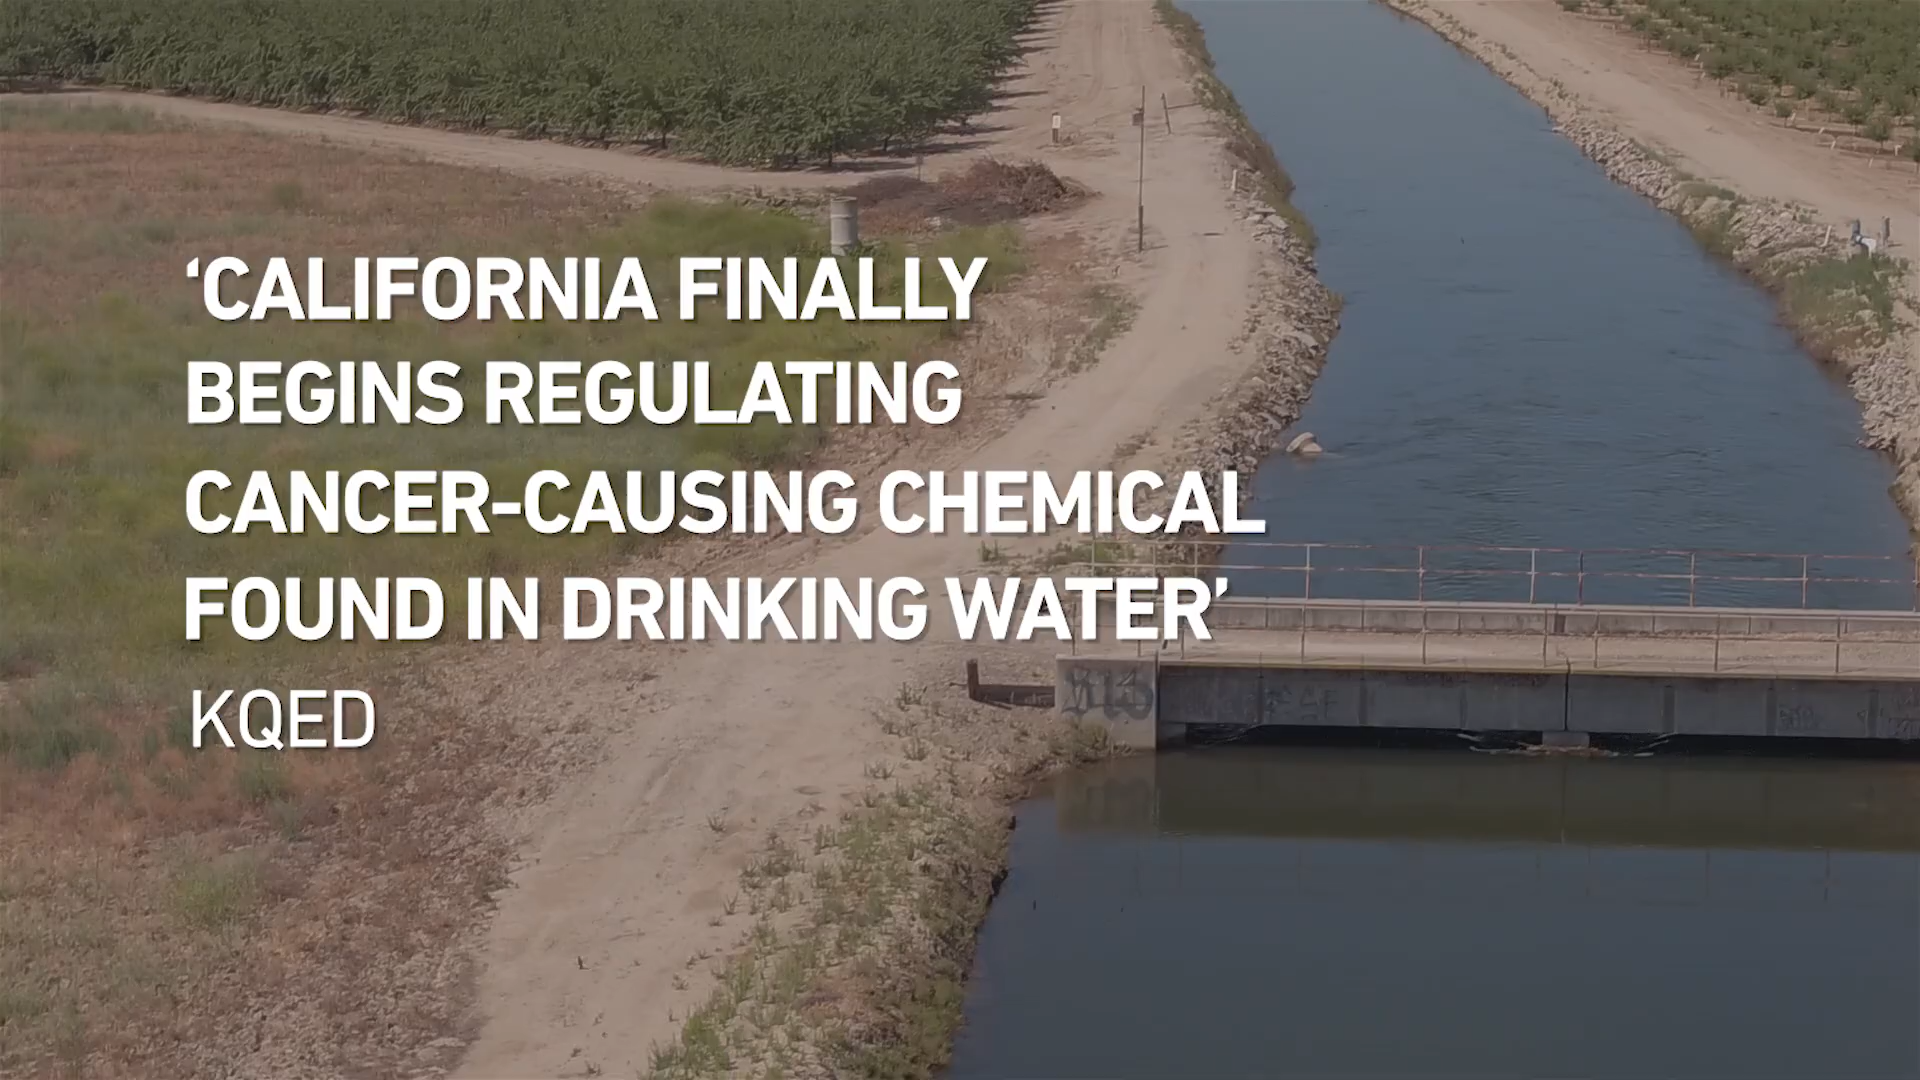 ‘CALIFORNIA FINALLY
BEGINS REGULATING
CANCER-CAUSING CHEMICAL
FOUND IN DRINKING WATER’
KQED